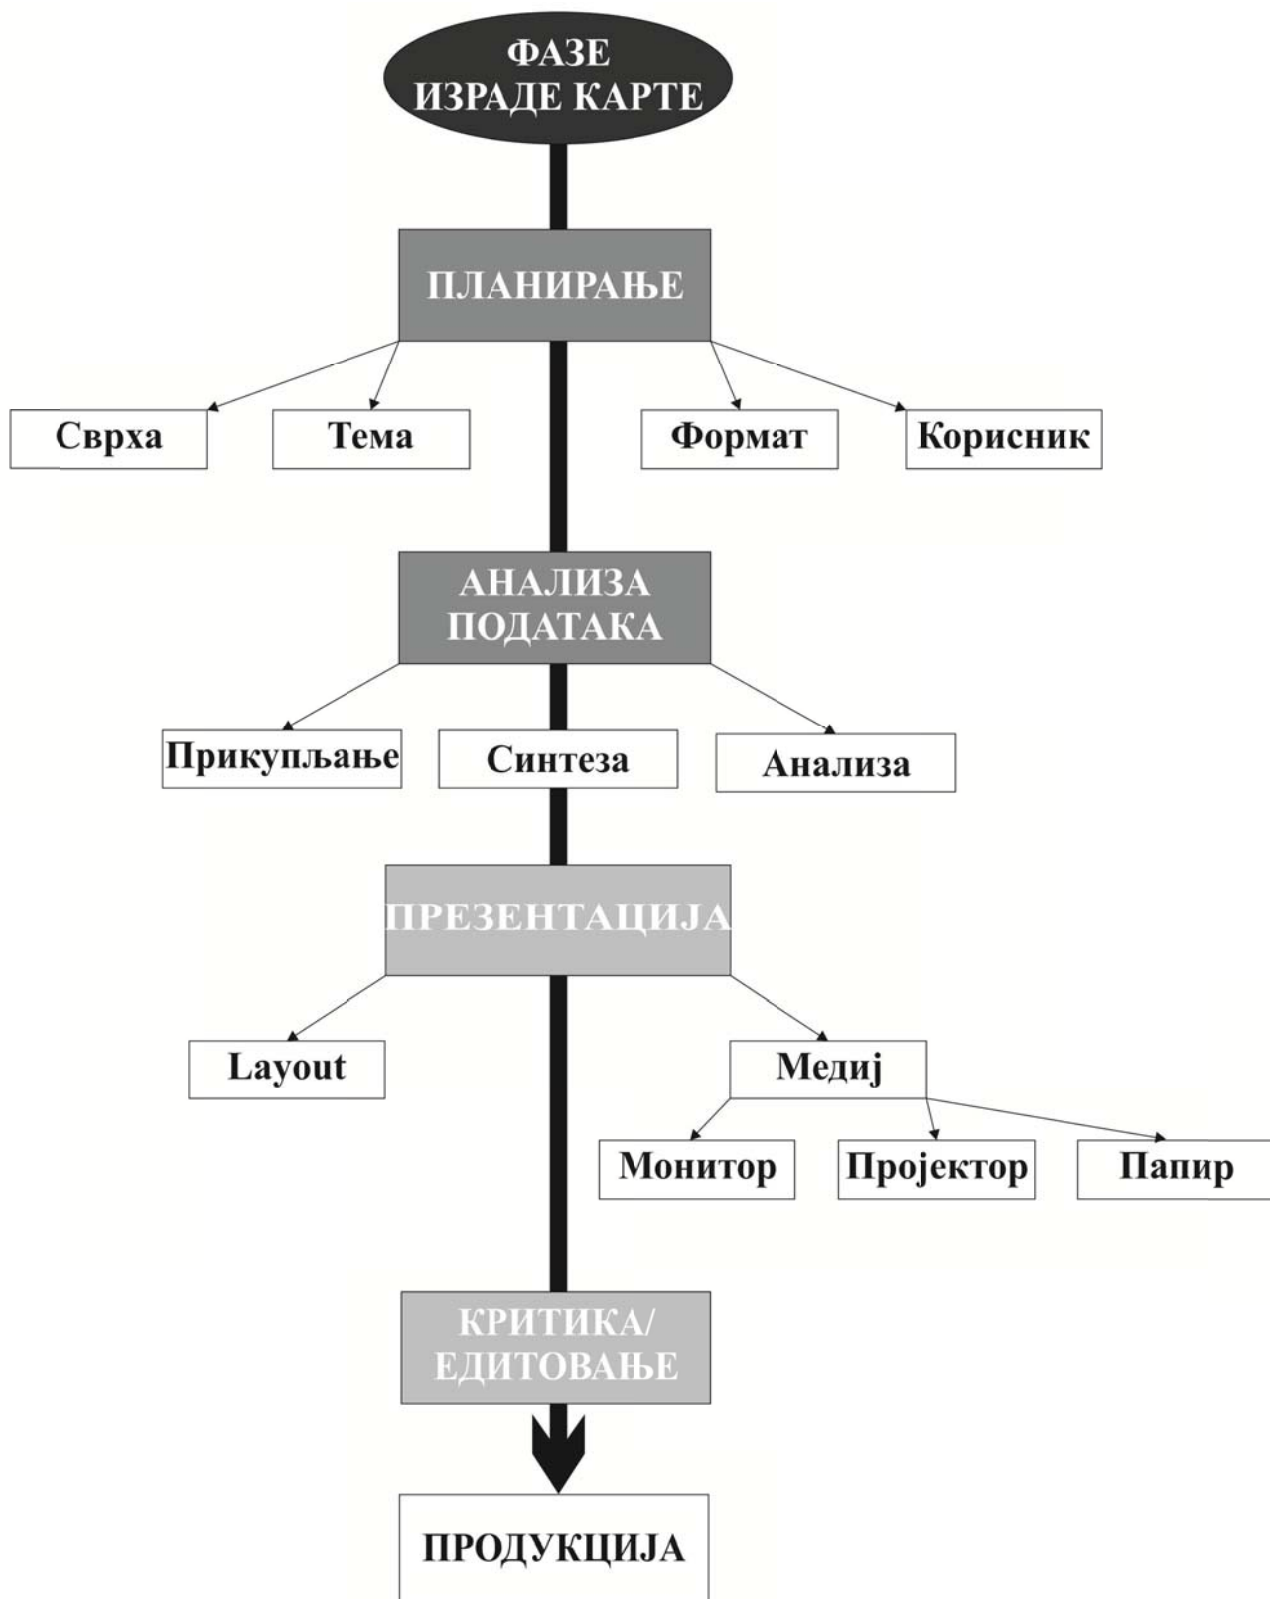 ФАЗЕ
ИЗРАДЕ КАРТЕ
ПЛАНИРАЊЕ
Сврха
Тема
Формат
Корисник
АНАЛИЗА
ПОДАТАКА
Прикупљање
Синтеза
Анализа
ПРЕЗЕНТАЦИЈА
Layout
Медиј
Монитор
Пројектор
Папир
КРИТИКА/
ЕДИТОВАЊЕ
ПРОДУКЦИЈА